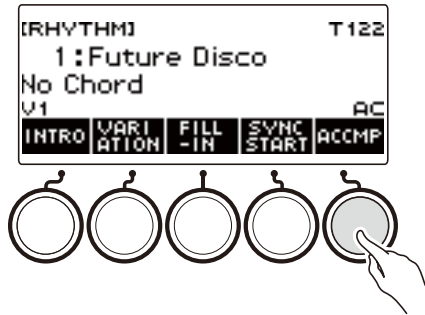 [RHYTHM] T122
1:Future Disco
No Chord
V1 AC
INTRO VARI ATION FILL -IN SYNC START ACCMP